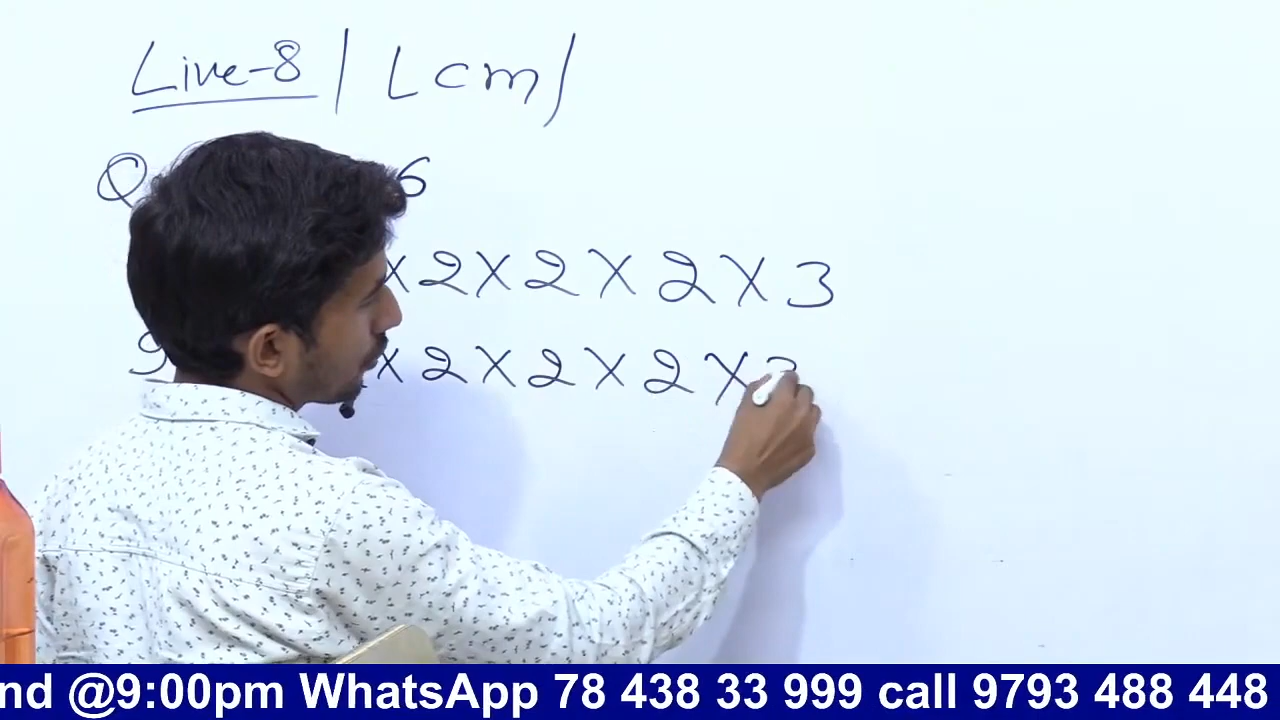 Live-8 | Lcm |
Q 6
x 2 x 2 x 2 x 3
9 x 2 x 2 x 2 x
nd @9:00pm WhatsApp 78 438 33 999 call 9793 488 448